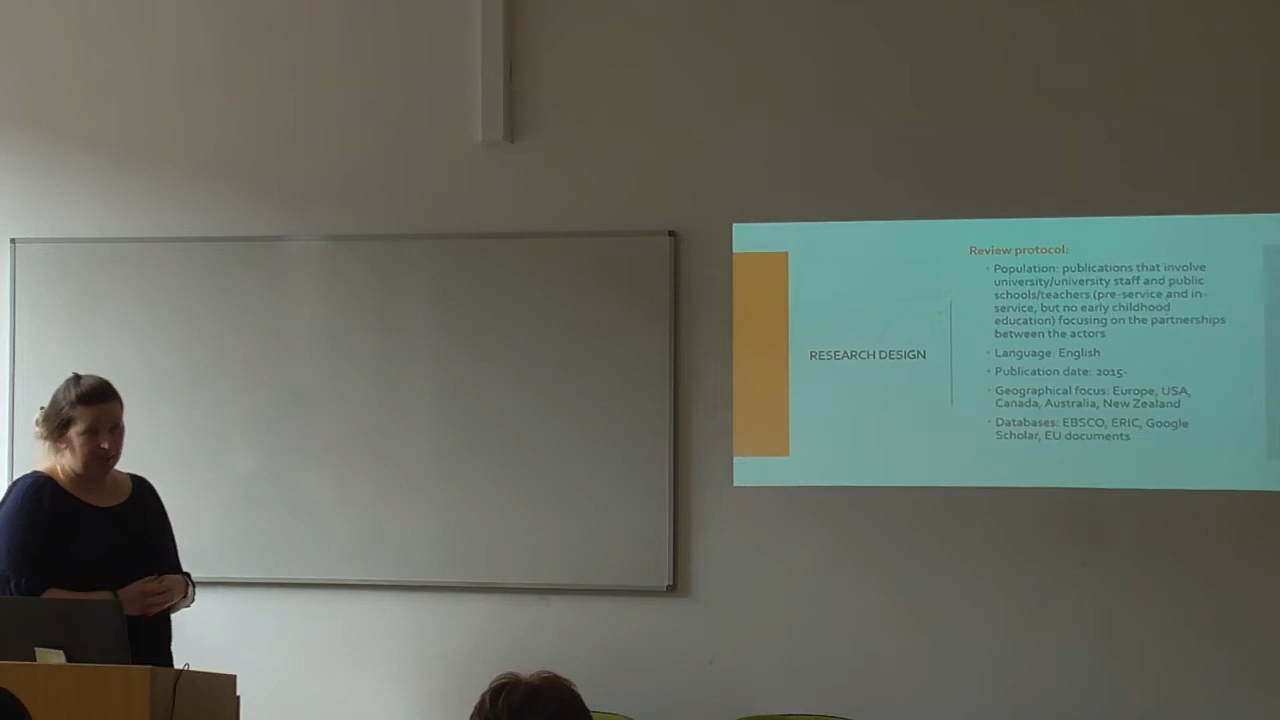 RESEARCH DESIGN
Review protocol:
Population: publications that involve
university/university staff and public
schools/teachers (pre-service and in-
service, but no early childhood
education) focusing on the partnerships
between the actors
Language: English
Publication date: 2015-
Geographical focus: Europe, USA,
Canada, Australia, New Zealand
Databases: EBSCO, ERIC, Google
Scholar, EU documents